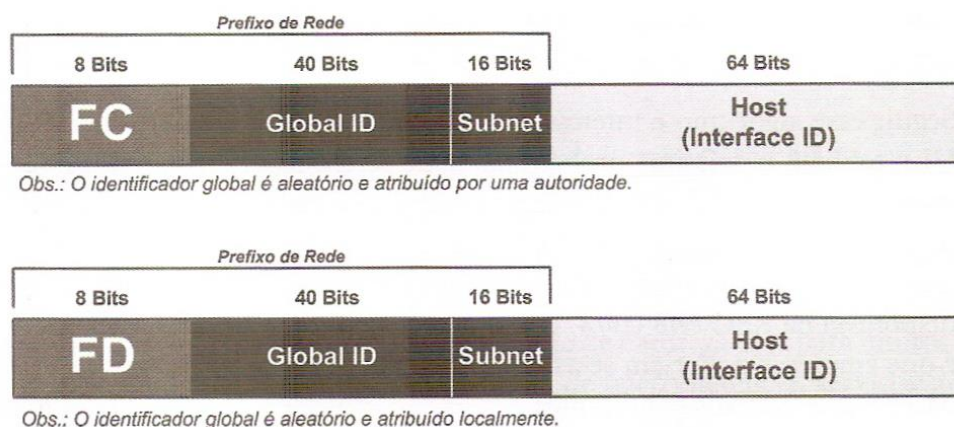 Prefixo de Rede
8 Bits 40 Bits 16 Bits 64 Bits
FC Global ID Subnet Host
(Interface ID)
Obs.: O identificador global é aleatório e atribuído por uma autoridade.
Prefixo de Rede
8 Bits 40 Bits 16 Bits 64 Bits
FD Global ID Subnet Host
(Interface ID)
Obs.: O identificador global é aleatório e atribuído localmente.